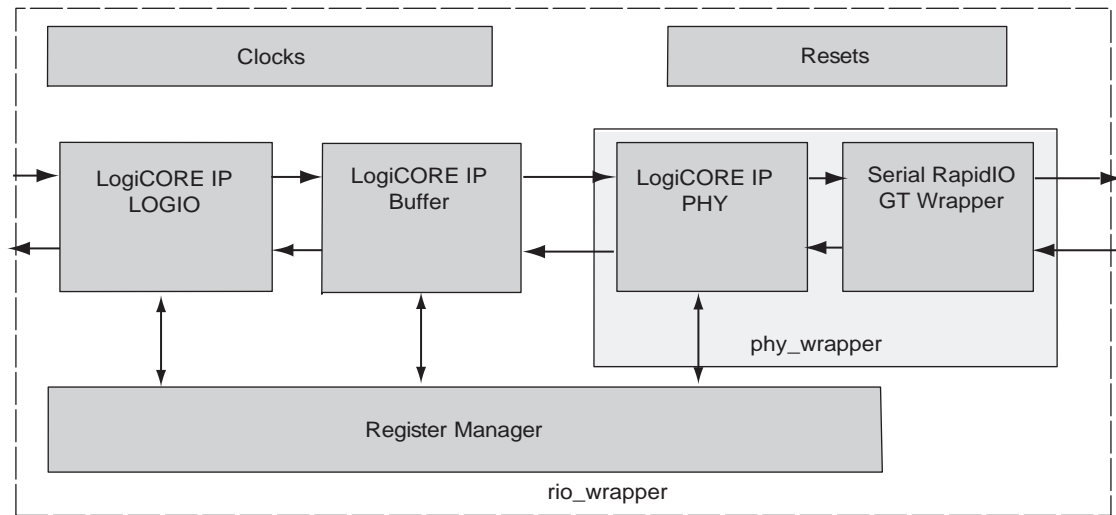 Clocks
Resets
LogiCORE IP
LOGIO
LogiCORE IP
Buffer
LogiCORE IP
PHY
Serial RapidIO
GT Wrapper
phy_wrapper
Register Manager
rio_wrapper